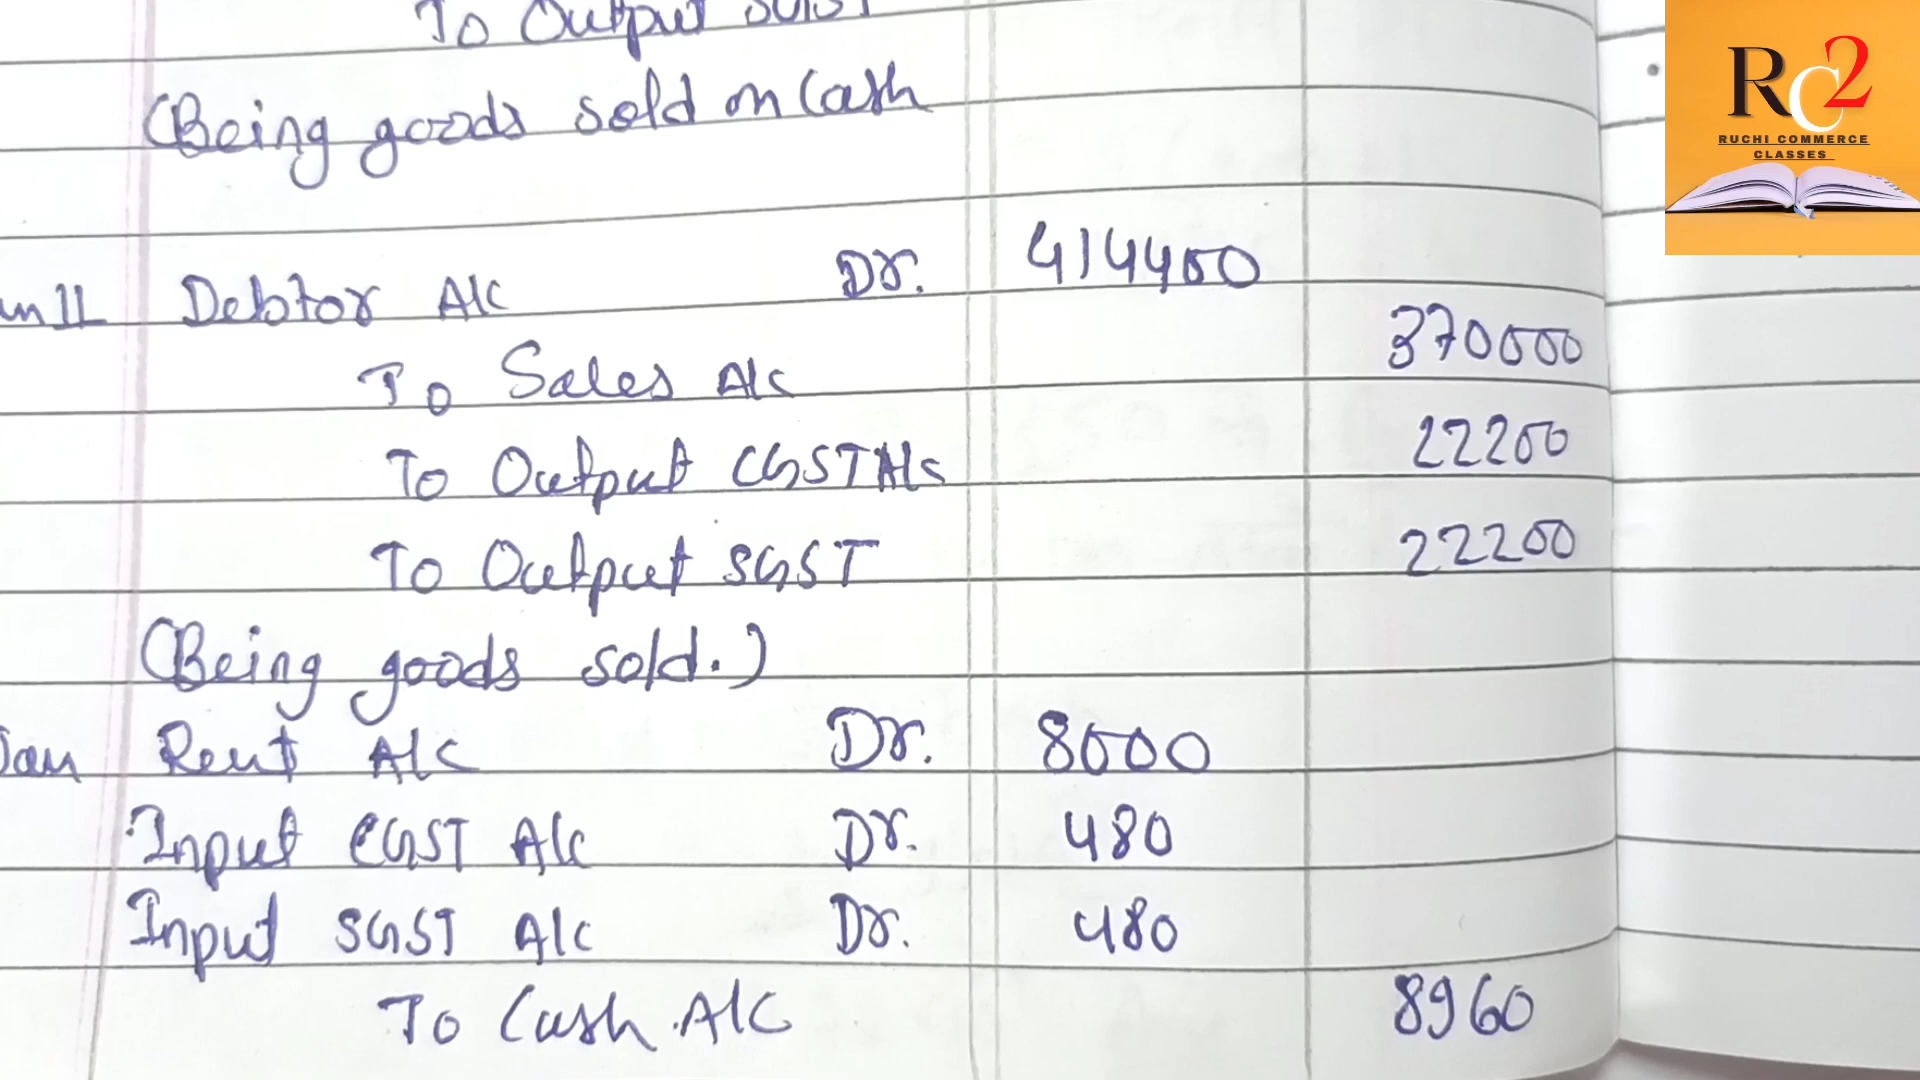 To Output SGST
(Being goods sold on Cash
RC2
RUCHI COMMERCE
CLASSES
11 Debtor A/c Dr. 414400
To Sales A/c 370000
To Output CGST A/c 22200
To Output SGST 22200
(Being goods sold.)
Jan Rent A/c Dr. 8000
Input CGST A/c Dr. 480
Input SGST A/c Dr. 480
To Cash A/c 8960